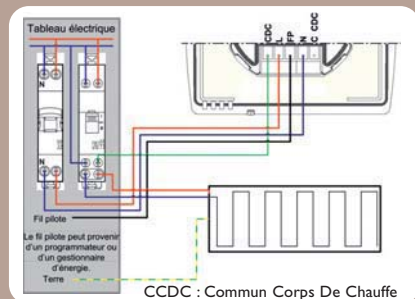 Tableau électrique
CDC
L
FP
N
C CDC
N
N
Fil pilote
Le fil pilote peut provenir
d'un programmateur ou
d'un gestionnaire
d'énergie.
Terre
CCDC : Commun Corps De Chauffe